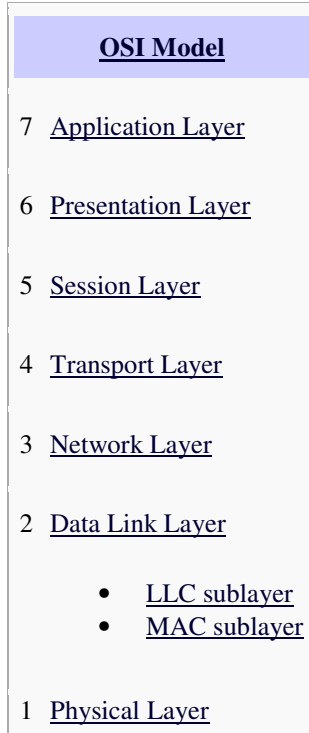 OSI Model
7 Application Layer
6 Presentation Layer
5 Session Layer
4 Transport Layer
3 Network Layer
2 Data Link Layer
• LLC sublayer
• MAC sublayer
1 Physical Layer